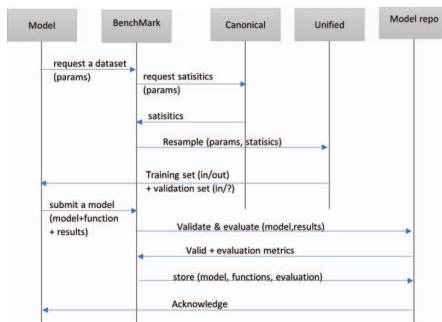 Model
BenchMark
Canonical
Unified
Model repo
request a dataset
(params)
request satisitics
(params)
satisitics
Resample (params, statisics)
Training set (in/out)
+ validation set (in/?)
submit a model
(model+function
+ results)
Validate & evaluate (model,results)
Valid + evaluation metrics
store (model, functions, evaluation)
Acknowledge